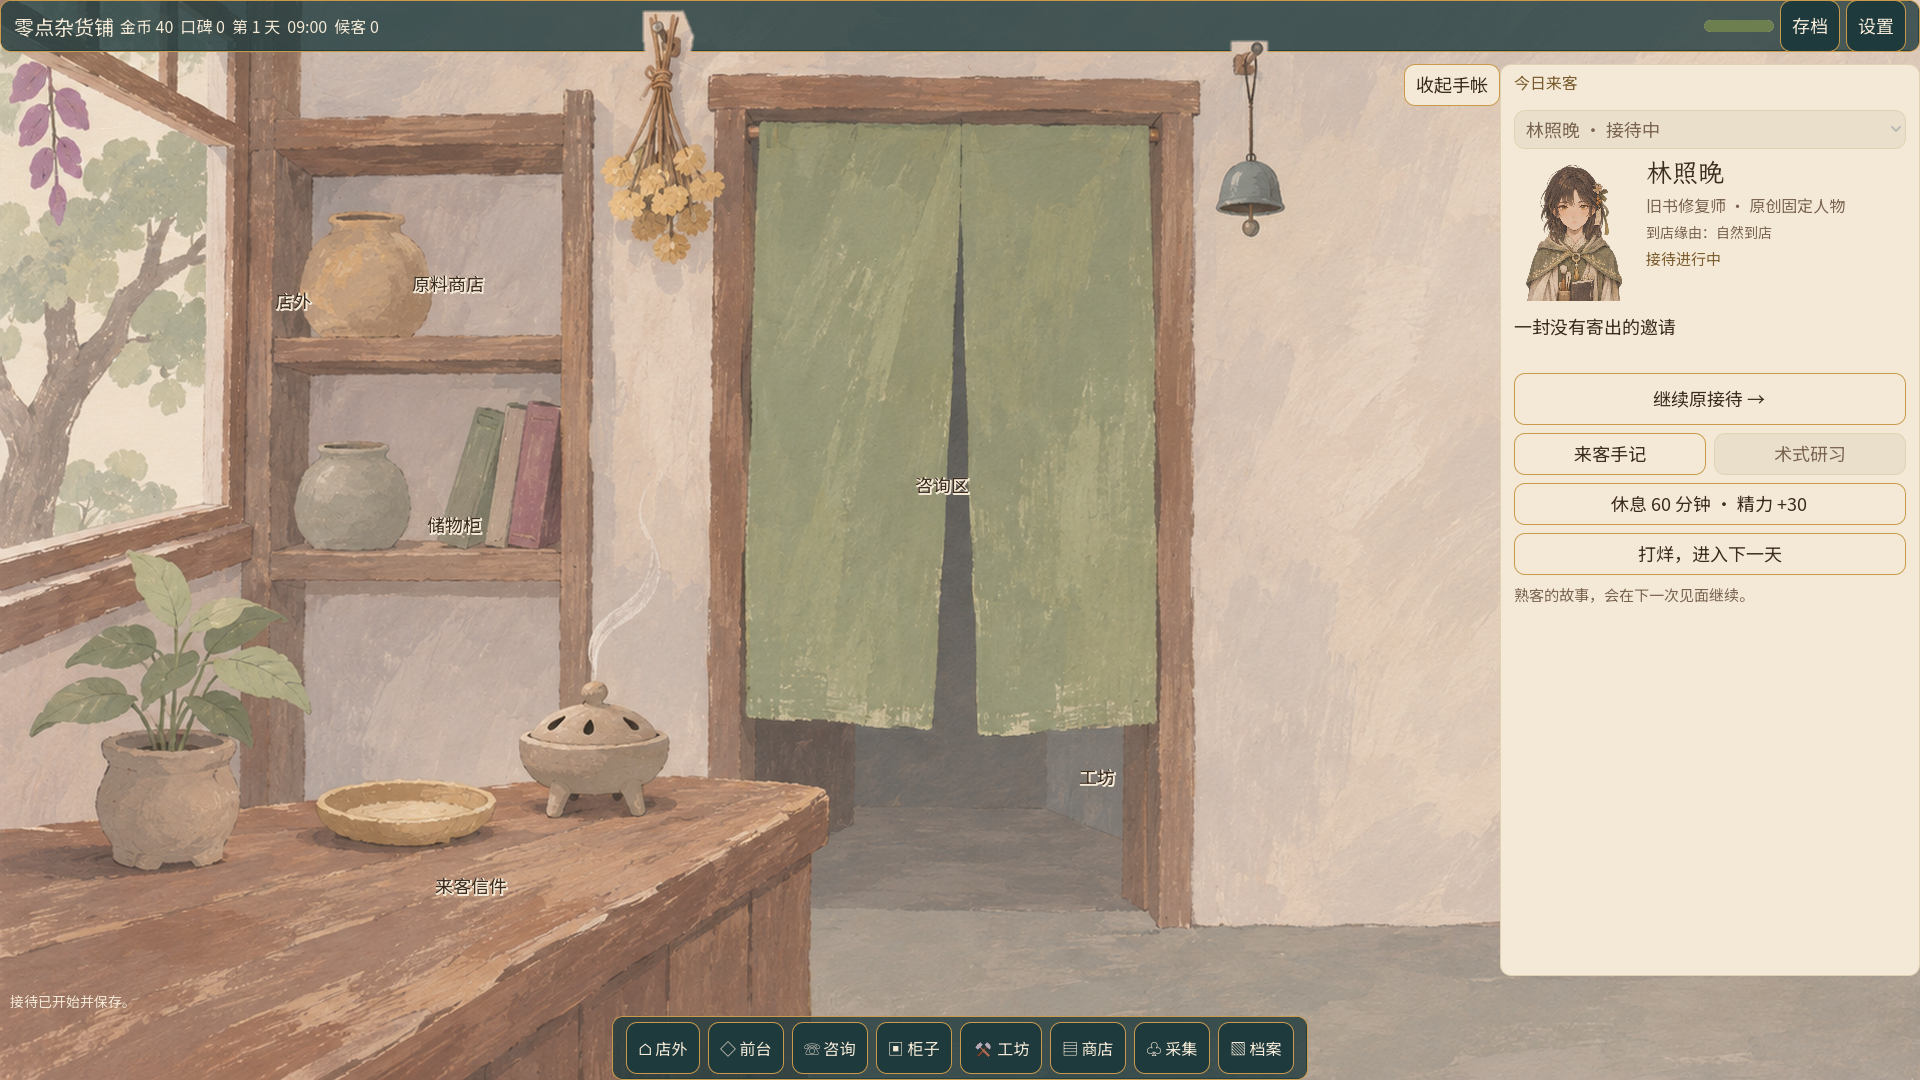 零点杂货铺 金币 40 口碑 0 第 1 天 09:00 候客 0
存档 设置
收起手帐
今日来客
林照晚 · 接待中
林照晚
旧书修复师 · 原创固定人物
到店缘由：自然到店
接待进行中
一封没有寄出的邀请
继续原接待 →
来客手记 术式研习
休息 60 分钟 · 精力 +30
打烊，进入下一天
熟客的故事，会在下一次见面继续。
店外
原料商店
咨询区
储物柜
工坊
来客信件
接待已开始并保存。
店外 前台 咨询 柜子 工坊 商店 采集 档案